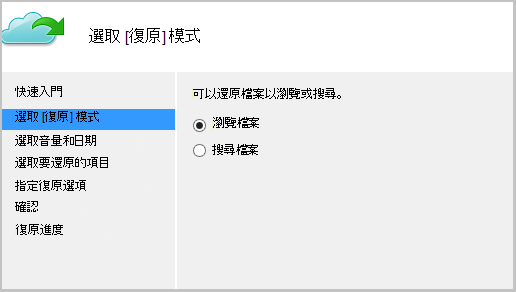 選取 [復原] 模式
快速入門
選取 [復原] 模式
選取音量和日期
選取要還原的項目
指定復原選項
確認
復原進度
可以還原檔案以瀏覽或搜尋。
瀏覽檔案
搜尋檔案